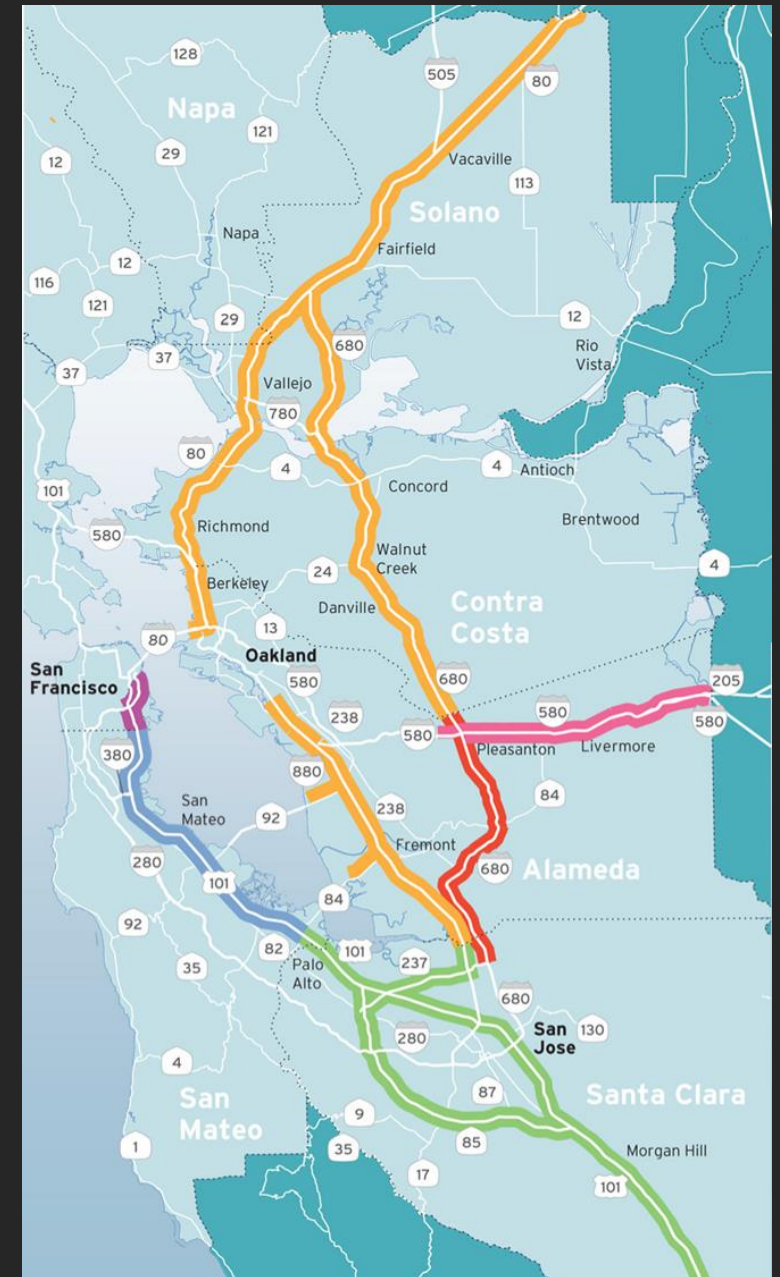 128
505
80
Napa
121
29
12
Vacaville
113
Solano
Napa
Fairfield
12
116
121
29
12
680
Rio
Vista
37
37
Vallejo
780
80
4
4
Antioch
101
Concord
Brentwood
Richmond
580
Walnut
Creek
24
4
Berkeley
Danville
Contra
Costa
13
80
Oakland
San
Francisco
580
680
205
238
580
580
580
380
Pleasanton
Livermore
880
84
San
Mateo
238
92
Fremont
280
680
Alameda
101
84
92
82
101
237
Palo
Alto
35
680
280
San
Jose
130
4
87
Santa Clara
San
Mateo
9
85
1
35
Morgan Hill
17
101